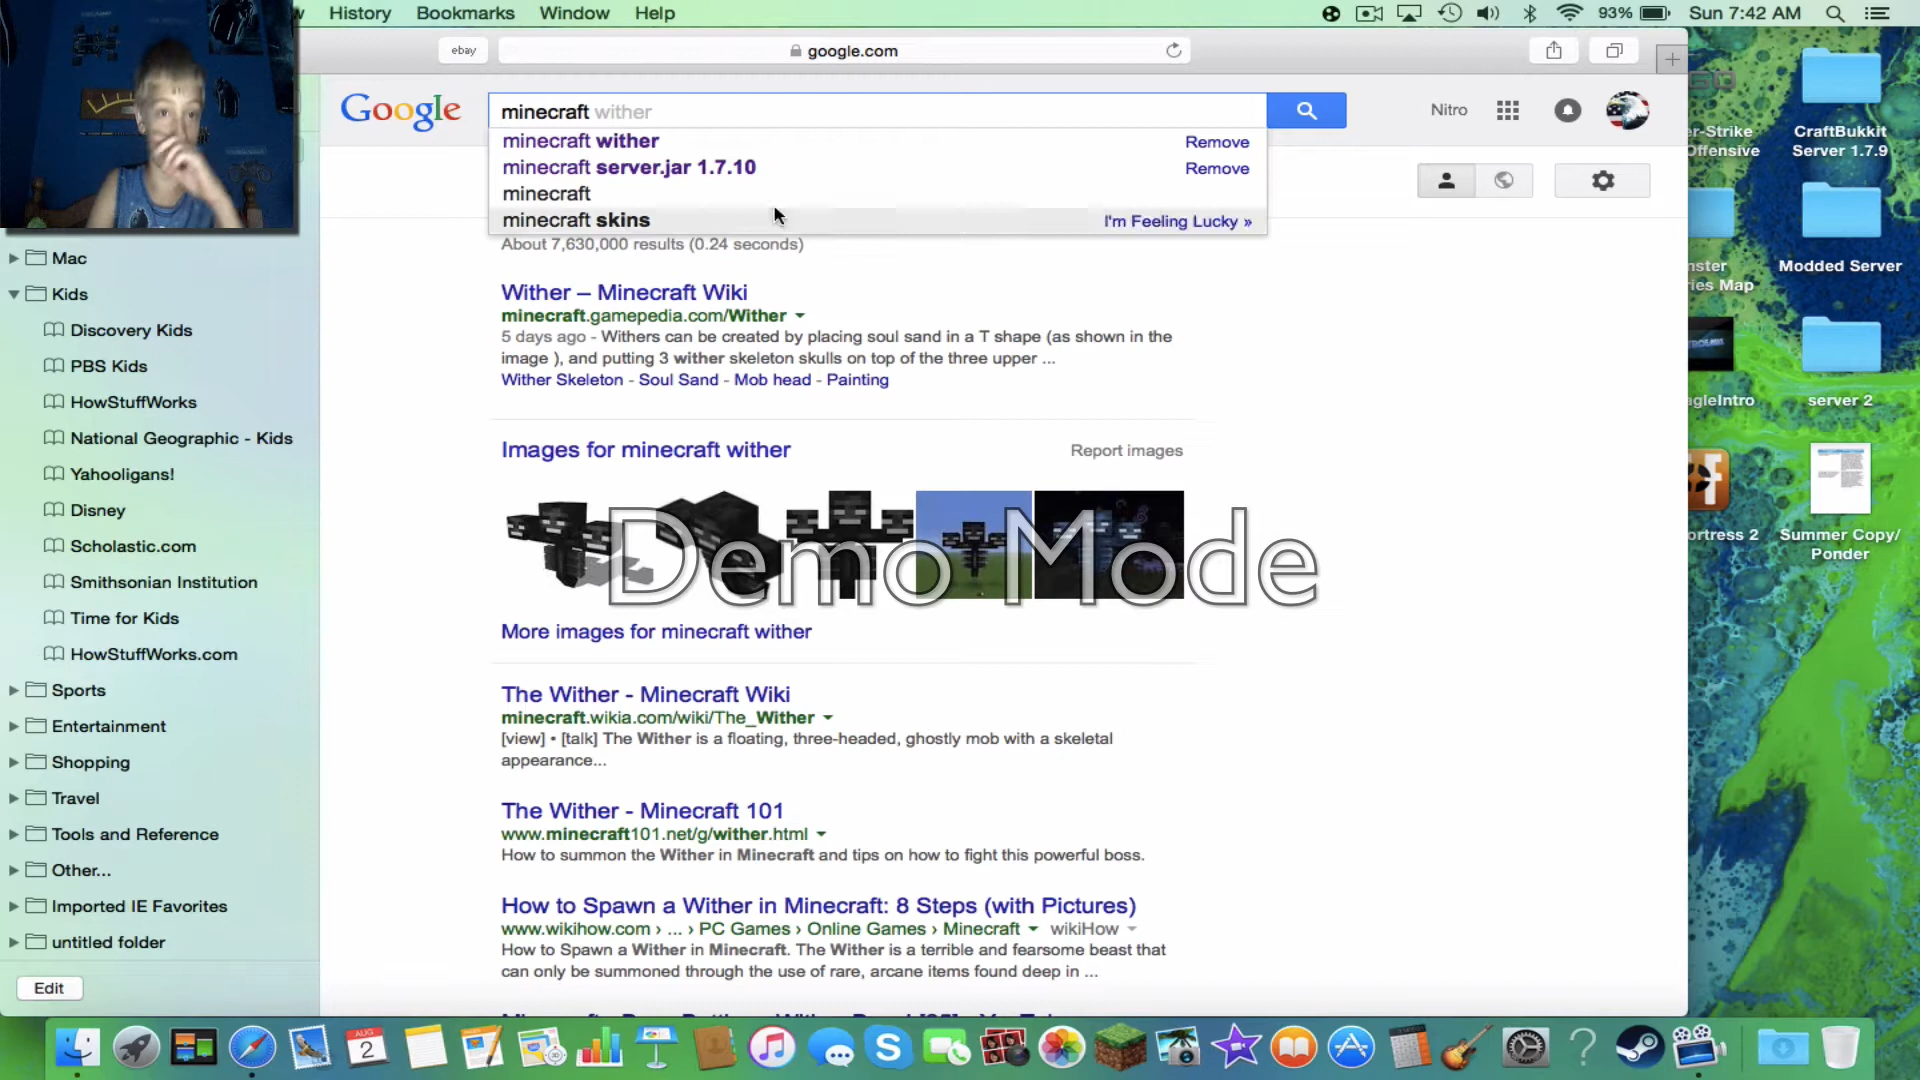 History Bookmarks Window Help
93% Sun 7:42 AM
ebay
google.com
Google
minecraft wither
Nitro
minecraft wither Remove
minecraft server.jar 1.7.10 Remove
minecraft
minecraft skins I'm Feeling Lucky »
About 7,630,000 results (0.24 seconds)
Wither – Minecraft Wiki
minecraft.gamepedia.com/Wither
5 days ago - Withers can be created by placing soul sand in a T shape (as shown in the
image ), and putting 3 wither skeleton skulls on top of the three upper ...
Wither Skeleton - Soul Sand - Mob head - Painting
Images for minecraft wither
Report images
Demo Mode
More images for minecraft wither
The Wither - Minecraft Wiki
minecraft.wikia.com/wiki/The_Wither
[view] • [talk] The Wither is a floating, three-headed, ghostly mob with a skeletal
appearance...
The Wither - Minecraft 101
www.minecraft101.net/g/wither.html
How to summon the Wither in Minecraft and tips on how to fight this powerful boss.
How to Spawn a Wither in Minecraft: 8 Steps (with Pictures)
www.wikihow.com › ... › PC Games › Online Games › Minecraft wikiHow
How to Spawn a Wither in Minecraft. The Wither is a terrible and fearsome beast that
can only be summoned through the use of rare, arcane items found deep in ...
Mac
Kids
Discovery Kids
PBS Kids
HowStuffWorks
National Geographic - Kids
Yahooligans!
Disney
Scholastic.com
Smithsonian Institution
Time for Kids
HowStuffWorks.com
Sports
Entertainment
Shopping
Travel
Tools and Reference
Other...
Imported IE Favorites
untitled folder
Edit
er-Strike
Offensive
CraftBukkit
Server 1.7.9
nster
ies Map
Modded Server
agleIntro
server 2
ortress 2
Summer Copy/
Ponder
AUG
2